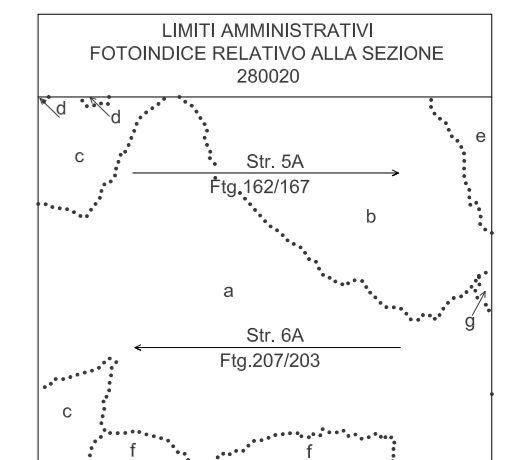 LIMITI AMMINISTRATIVI
FOTOINDICE RELATIVO ALLA SEZIONE
280020
d
d
e
c
Str. 5A
Ftg.162/167
b
a
g
Str. 6A
Ftg.207/203
c
f
f